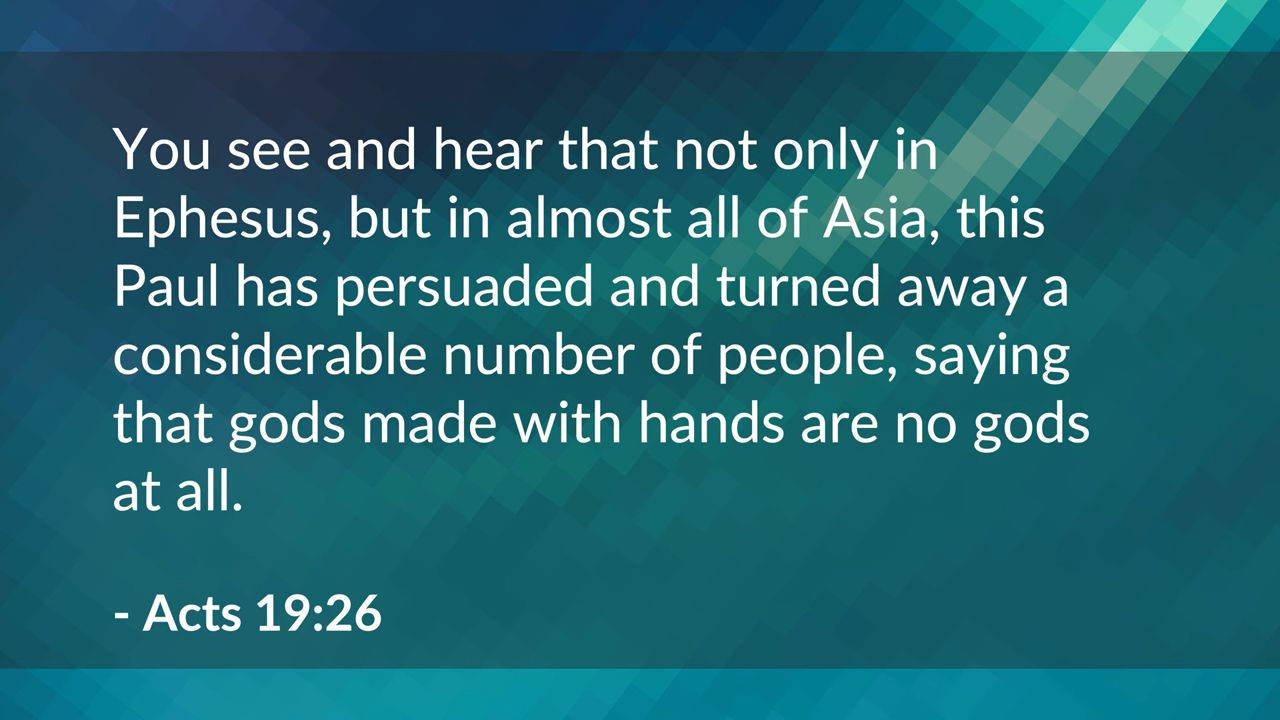 You see and hear that not only in
Ephesus, but in almost all of Asia, this
Paul has persuaded and turned away a
considerable number of people, saying
that gods made with hands are no gods
at all.
- Acts 19:26